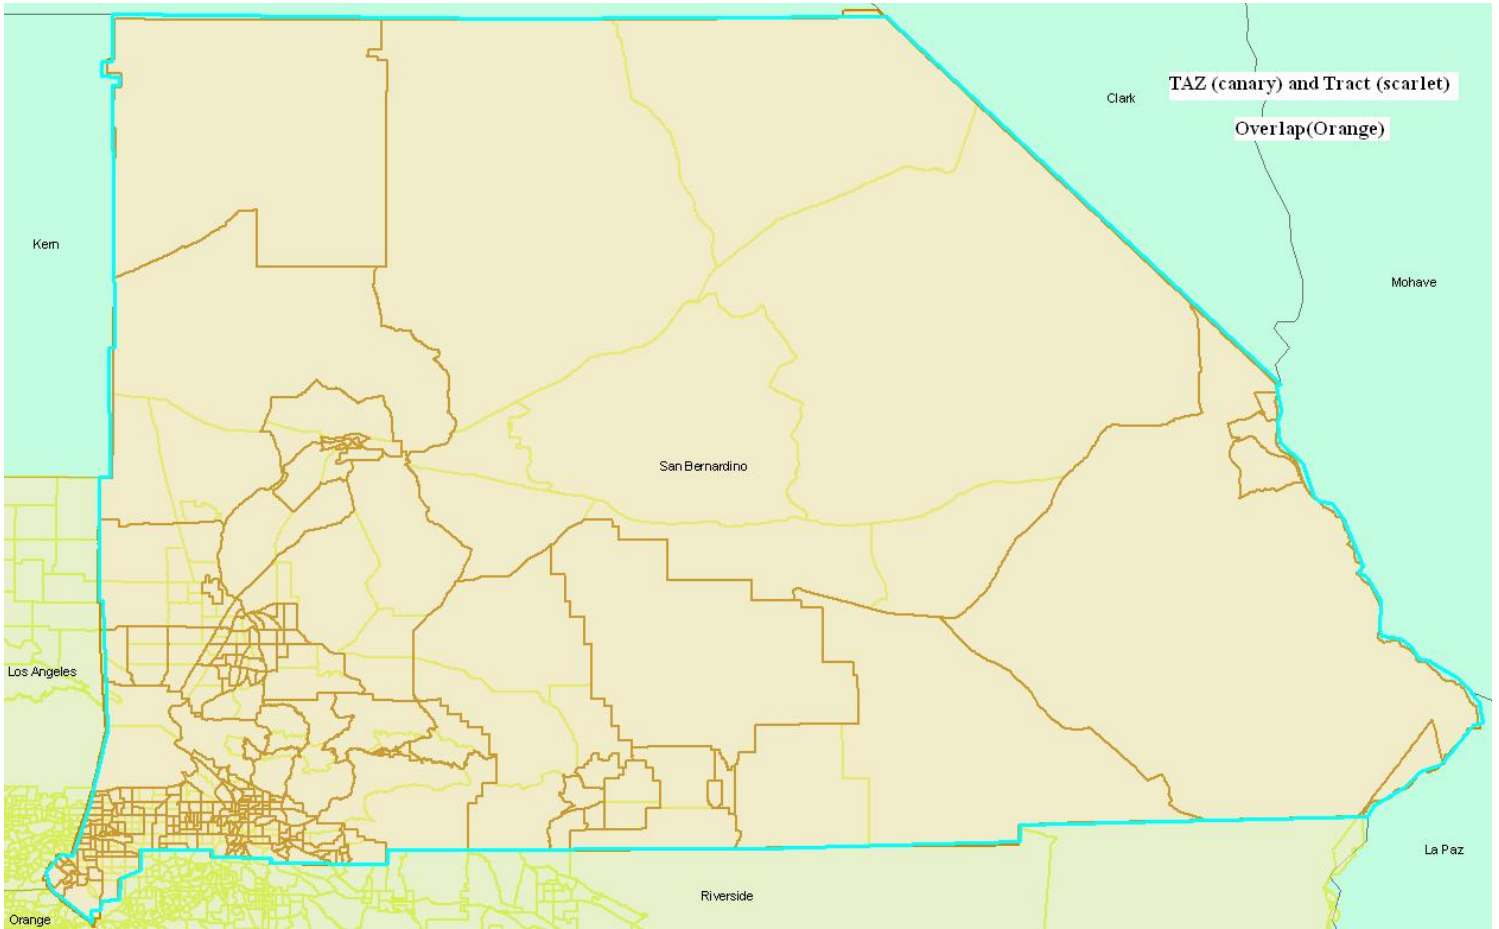 Clark
TAZ (canary) and Tract (scarlet)
Overlap(Orange)
Kern
Mohave
San Bernardino
Los Angeles
La Paz
Riverside
Orange